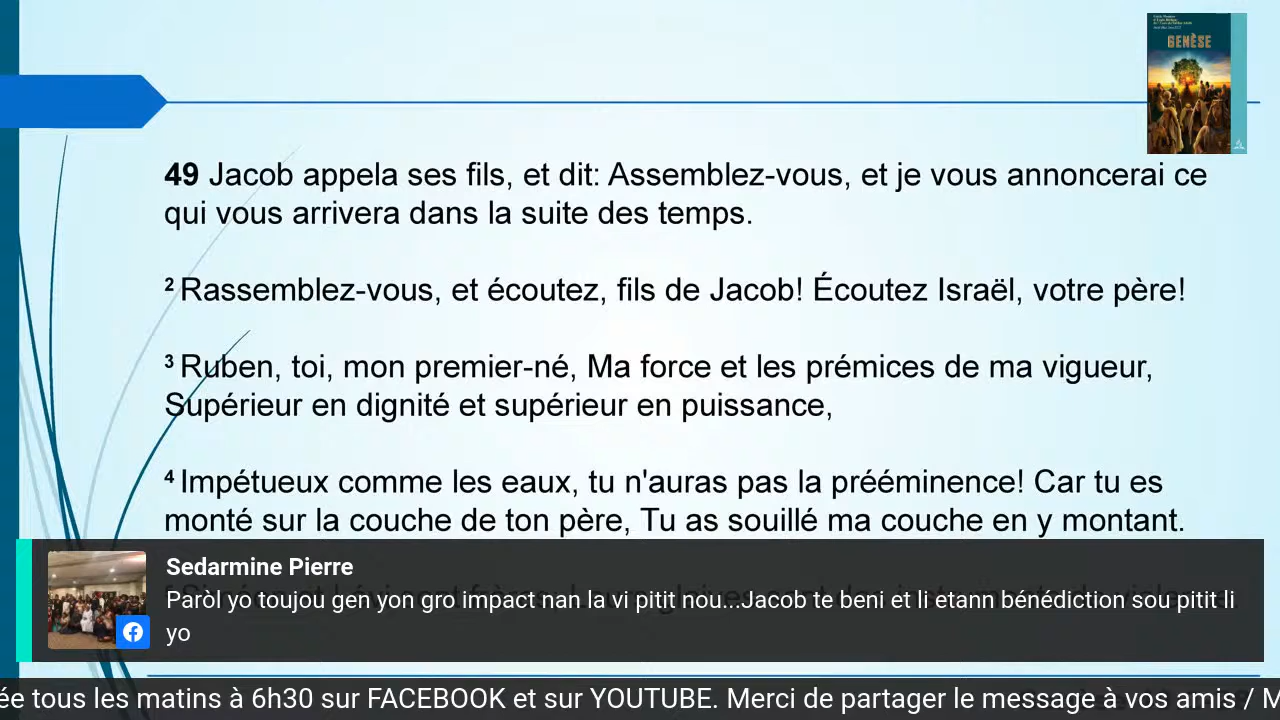 GENÈSE
49 Jacob appela ses fils, et dit: Assemblez-vous, et je vous annoncerai ce
qui vous arrivera dans la suite des temps.
2 Rassemblez-vous, et écoutez, fils de Jacob! Écoutez Israël, votre père!
3 Ruben, toi, mon premier-né, Ma force et les prémices de ma vigueur,
Supérieur en dignité et supérieur en puissance,
4 Impétueux comme les eaux, tu n'auras pas la prééminence! Car tu es
monté sur la couche de ton père, Tu as souillé ma couche en y montant.
Sedarmine Pierre
Paròl yo toujou gen yon gro impact nan la vi pitit nou...Jacob te beni et li etann bénédiction sou pitit li
yo
ée tous les matins à 6h30 sur FACEBOOK et sur YOUTUBE. Merci de partager le message à vos amis / M